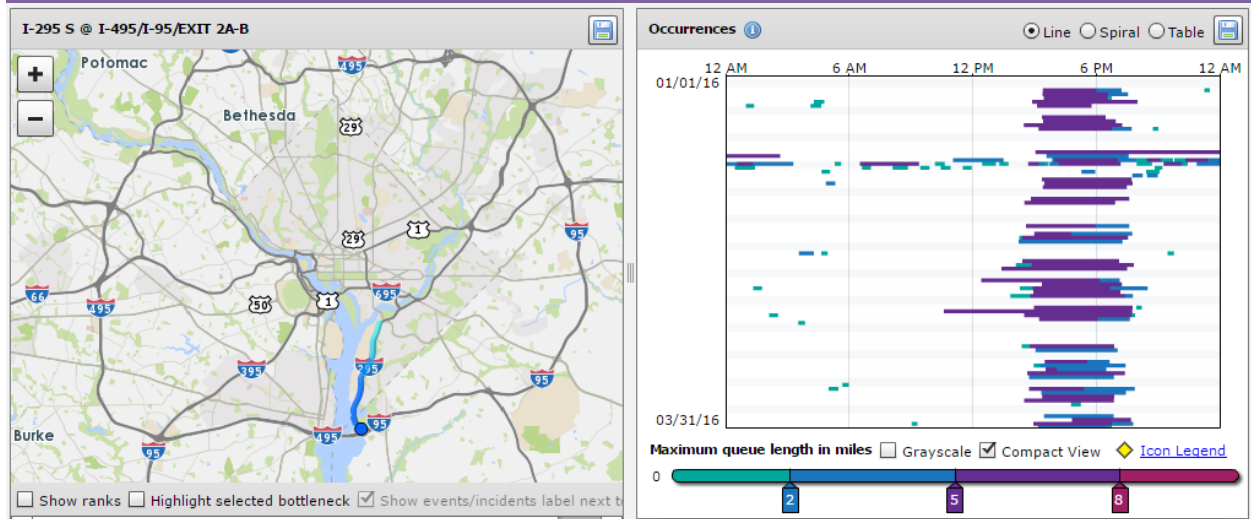 I-295 S @ I-495/I-95/EXIT 2A-B
Potomac
495
+
Bethesda
−
29
1
29
95
66
495
50
1
695
395
295
95
Burke
495
95
95
Show ranks Highlight selected bottleneck Show events/incidents label next t
Occurrences i Line Spiral Table
12 AM 6 AM 12 PM 6 PM 12 AM
01/01/16
03/31/16
Maximum queue length in miles Grayscale Compact View Icon Legend
0
2 5 8